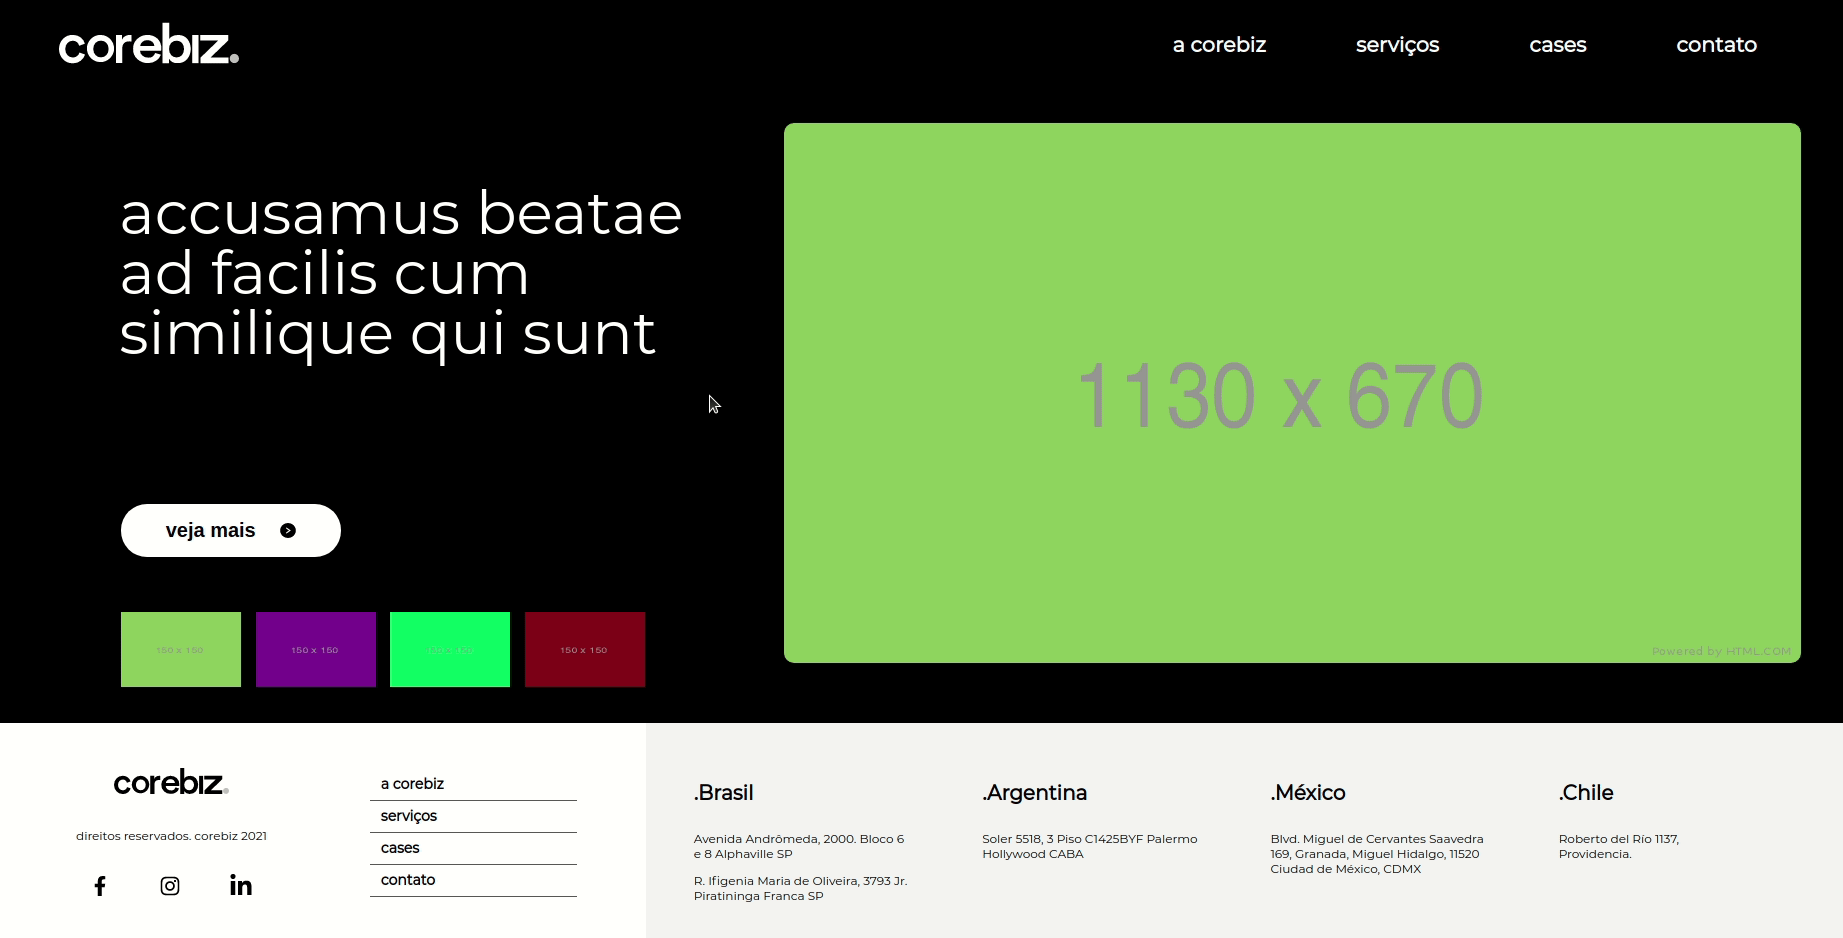 corebiz.
a corebiz
serviços
cases
contato
accusamus beatae
ad facilis cum
similique qui sunt
1130 x 670
Powered by HTML.COM
veja mais
150 x 150
150 x 150
150 x 150
150 x 150
corebiz.
direitos reservados. corebiz 2021
a corebiz
serviços
cases
contato
.Brasil
Avenida Andrômeda, 2000. Bloco 6
e 8 Alphaville SP
R. Ifigenia Maria de Oliveira, 3793 Jr.
Piratininga Franca SP
.Argentina
Soler 5518, 3 Piso C1425BYF Palermo
Hollywood CABA
.México
Blvd. Miguel de Cervantes Saavedra
169, Granada, Miguel Hidalgo, 11520
Ciudad de México, CDMX
.Chile
Roberto del Río 1137,
Providencia.